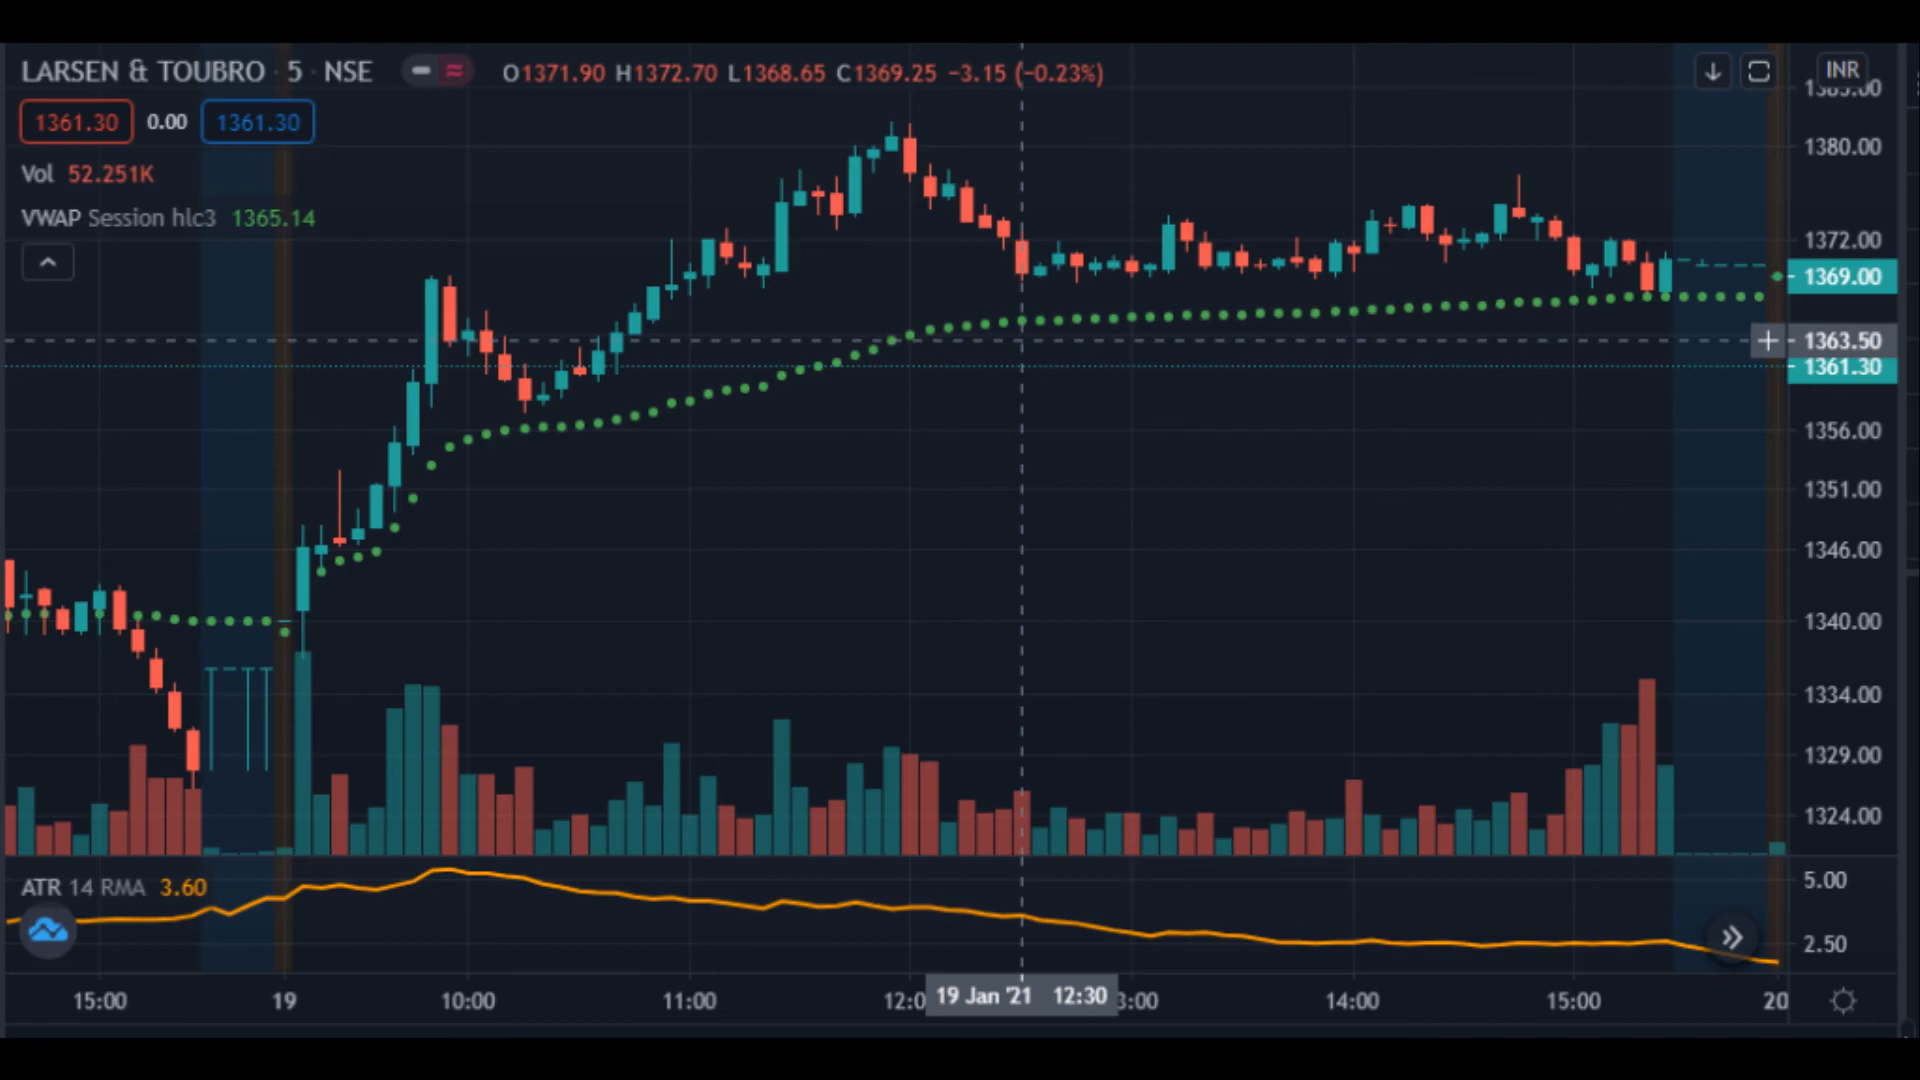 LARSEN & TOUBRO · 5 · NSE O1371.90 H1372.70 L1368.65 C1369.25 −3.15 (−0.23%)
INR
1361.30 0.00 1361.30
Vol 52.251K
VWAP Session hlc3 1365.14
1385.00
1380.00
1372.00
1369.00
1363.50
1361.30
1356.00
1351.00
1346.00
1340.00
1334.00
1329.00
1324.00
ATR 14 RMA 3.60
5.00
2.50
15:00 19 10:00 11:00 12:0 19 Jan '21 12:30 3:00 14:00 15:00 20